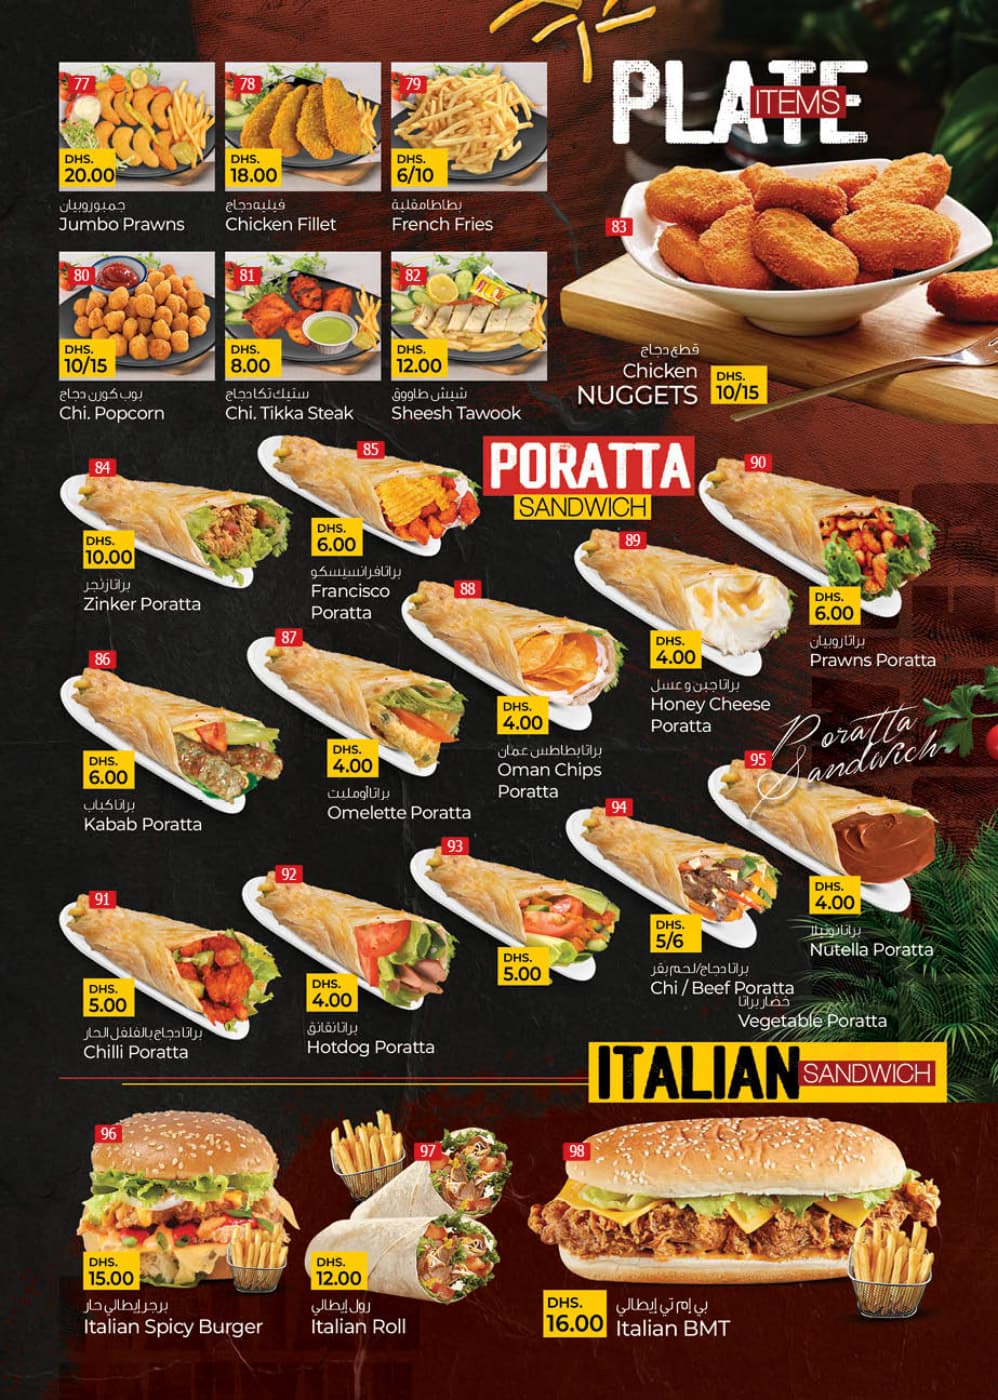 PLATE
ITEMS
77
DHS.
20.00
جمبوروبيان
Jumbo Prawns
78
DHS.
18.00
فيليه دجاج
Chicken Fillet
79
DHS.
6/10
بطاطا مقلية
French Fries
80
DHS.
10/15
بوب كورن دجاج
Chi. Popcorn
81
DHS.
8.00
ستيك تكا دجاج
Chi. Tikka Steak
82
DHS.
12.00
شيش طاووق
Sheesh Tawook
83
قطع دجاج
Chicken
NUGGETS
DHS.
10/15
PORATTA
SANDWICH
84
DHS.
10.00
براتا زنجر
Zinker Poratta
85
DHS.
6.00
براتا فرانسيسكو
Francisco
Poratta
86
DHS.
6.00
براتا كباب
Kabab Poratta
87
DHS.
4.00
براتا أومليت
Omelette Poratta
88
DHS.
4.00
براتا بطاطس عمان
Oman Chips
Poratta
89
DHS.
4.00
براتا جبن و عسل
Honey Cheese
Poratta
90
DHS.
6.00
براتا روبيان
Prawns Poratta
Poratta
Sandwich
91
DHS.
5.00
براتا دجاج بالفلفل الحار
Chilli Poratta
92
DHS.
4.00
براتا نقانق
Hotdog Poratta
93
DHS.
5.00
94
DHS.
5/6
براتا دجاج/لحم بقر
Chi / Beef Poratta
خضار براتا
Vegetable Poratta
95
DHS.
4.00
براتا نوتيلا
Nutella Poratta
ITALIAN
SANDWICH
96
DHS.
15.00
برجر إيطالي حار
Italian Spicy Burger
97
DHS.
12.00
رول إيطالي
Italian Roll
98
DHS.
16.00
بي إم تي إيطالي
Italian BMT